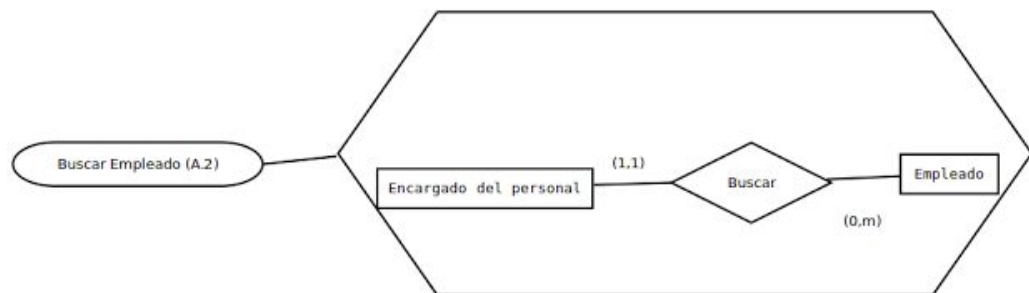 Buscar Empleado (A.2)
Encargado del personal
(1,1)
Buscar
Empleado
(0,m)